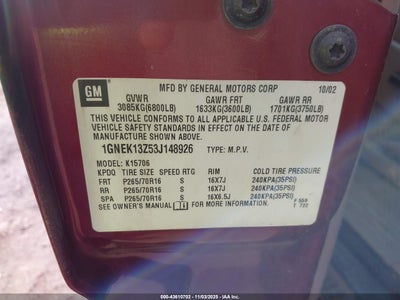 GM
MFD BY GENERAL MOTORS CORP 10/02
GVWR GAWR FRT GAWR RR
3085KG(6800LB) 1633KG(3600LB) 1701KG(3750LB)
THIS VEHICLE CONFORMS TO ALL APPLICABLE U.S. FEDERAL MOTOR
VEHICLE SAFETY STANDARDS IN EFFECT ON THE DATE OF
MANUFACTURE SHOWN ABOVE.
1GNEK13Z53J148926 TYPE: M.P.V.
MODEL: K15706
KPDQ TIRE SIZE SPEED RTG RIM COLD TIRE PRESSURE
FRT P265/70R16 S 16X7J 240KPA(35PSI)
RR P265/70R16 S 16X7J 240KPA(35PSI)
SPA P265/70R16 S 16X6.5J 240KPA(35PSI)
SEE OWNER'S MANUAL FOR MORE INFORMATION.
IAA: 43610702 - 11/03/2025 - Copart